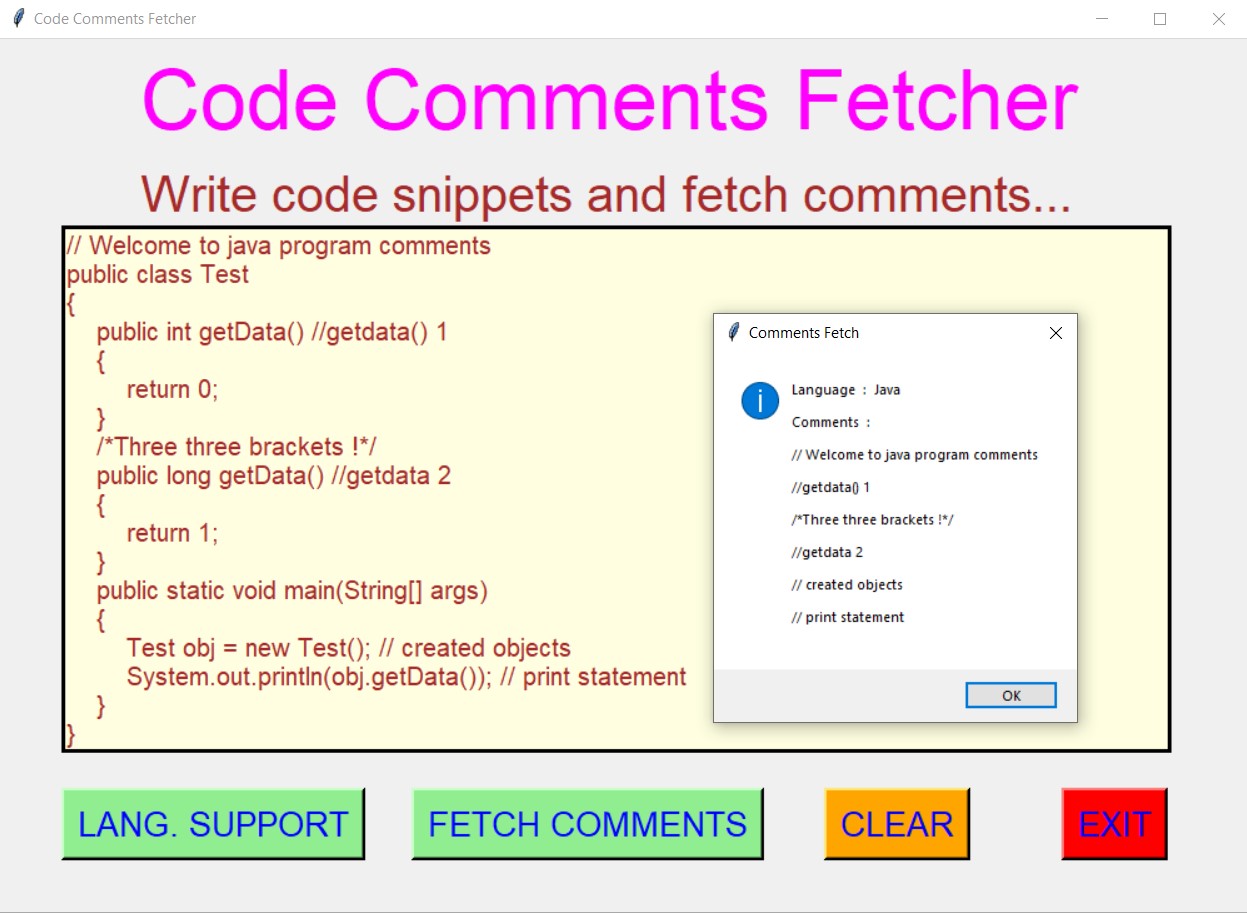 Code Comments Fetcher
Code Comments Fetcher
Write code snippets and fetch comments...
// Welcome to java program comments
public class Test
{
public int getData() //getdata() 1
{
return 0;
}
/*Three three brackets !*/
public long getData() //getdata 2
{
return 1;
}
public static void main(String[] args)
{
Test obj = new Test(); // created objects
System.out.println(obj.getData()); // print statement
}
}
Comments Fetch
Language : Java
Comments :
// Welcome to java program comments
//getdata() 1
/*Three three brackets !*/
//getdata 2
// created objects
// print statement
OK
LANG. SUPPORT
FETCH COMMENTS
CLEAR
EXIT